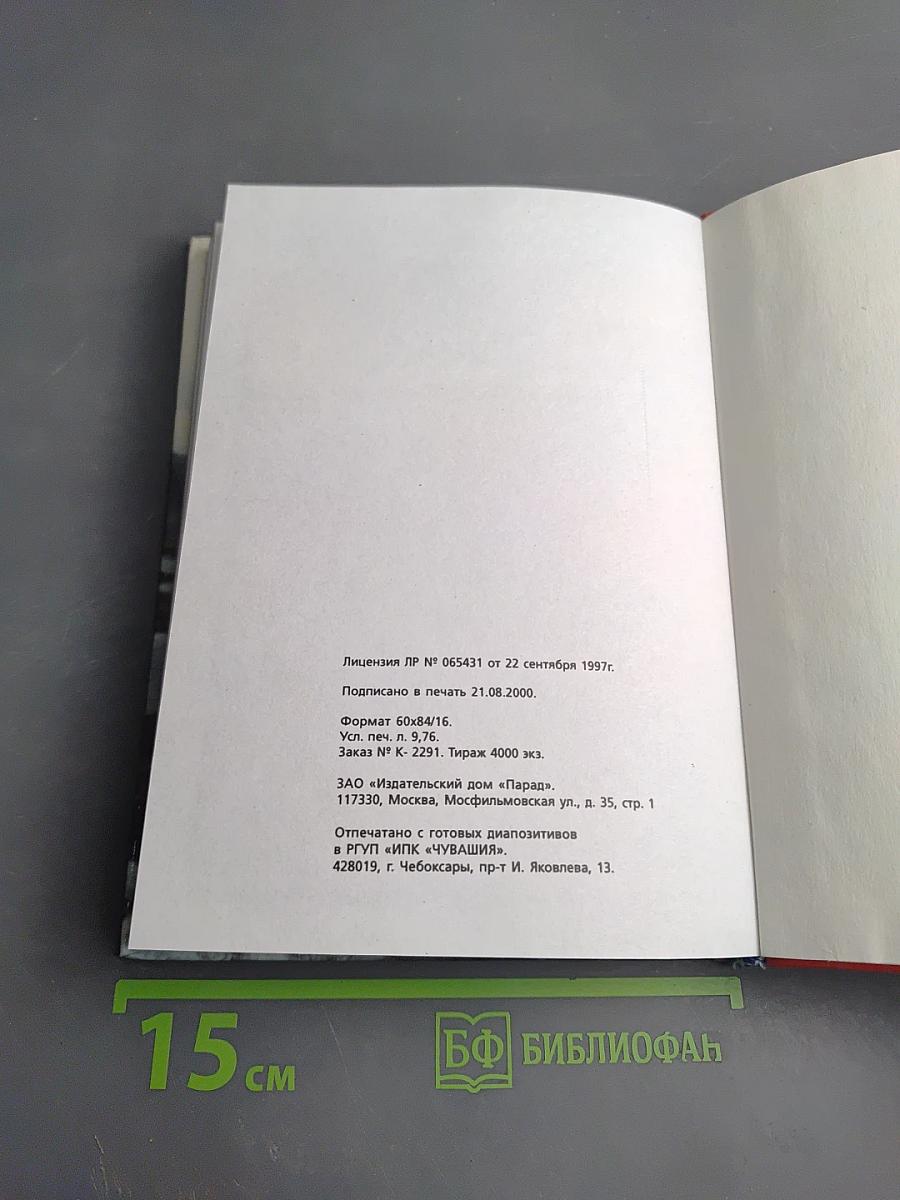 Лицензия ЛР № 065431 от 22 сентября 1997г.
Подписано в печать 21.08.2000.
Формат 60х84/16.
Усл. печ. л. 9,76.
Заказ № К- 2291. Тираж 4000 экз.
ЗАО «Издательский дом «Парад».
117330, Москва, Мосфильмовская ул., д. 35, стр. 1
Отпечатано с готовых диапозитивов
в РГУП «ИПК «ЧУВАШИЯ».
428019, г. Чебоксары, пр-т И. Яковлева, 13.
15 см
БФ БИБЛИОФАН